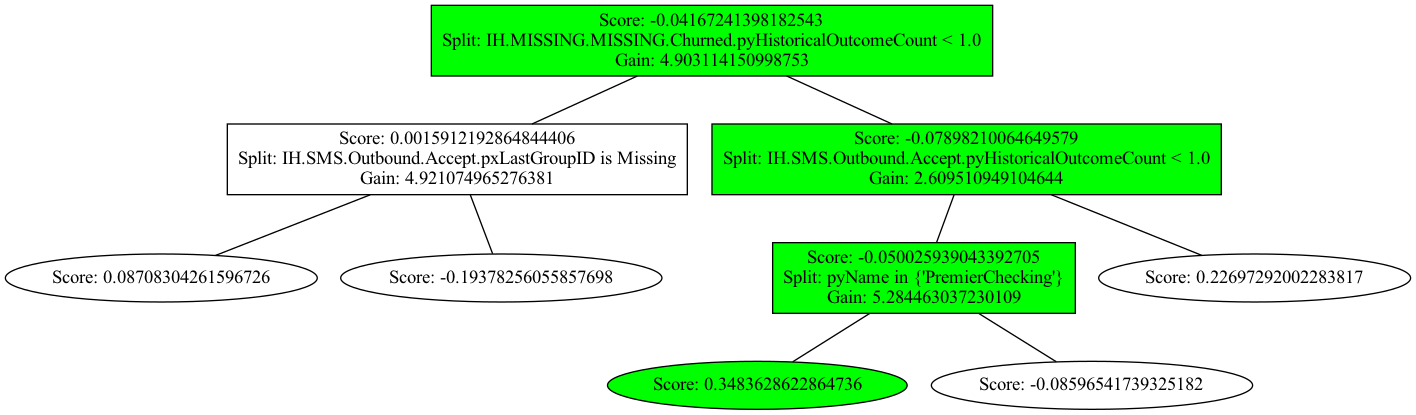 Score: -0.04167241398182543
Split: IH.MISSING.MISSING.Churned.pyHistoricalOutcomeCount < 1.0
Gain: 4.903114150998753
Score: 0.0015912192864844406
Split: IH.SMS.Outbound.Accept.pxLastGroupID is Missing
Gain: 4.921074965276381
Score: -0.07898210064649579
Split: IH.SMS.Outbound.Accept.pyHistoricalOutcomeCount < 1.0
Gain: 2.609510949104644
Score: 0.08708304261596726
Score: -0.19378256055857698
Score: -0.050025939043392705
Split: pyName in {'PremierChecking'}
Gain: 5.284463037230109
Score: 0.22697292002283817
Score: 0.3483628622864736
Score: -0.08596541739325182